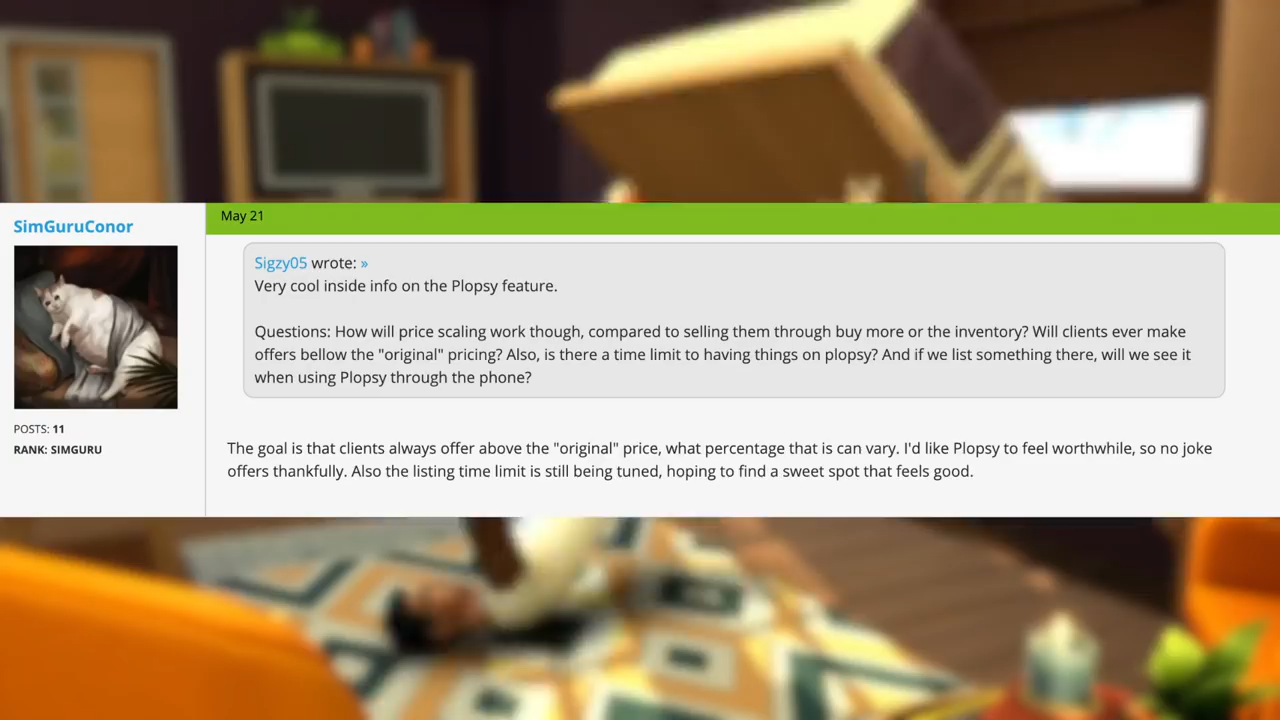 SimGuruConor
May 21
Sigzy05 wrote: »
Very cool inside info on the Plopsy feature.
Questions: How will price scaling work though, compared to selling them through buy more or the inventory? Will clients ever make
offers bellow the "original" pricing? Also, is there a time limit to having things on plopsy? And if we list something there, will we see it
when using Plopsy through the phone?
POSTS: 11
RANK: SIMGURU
The goal is that clients always offer above the "original" price, what percentage that is can vary. I'd like Plopsy to feel worthwhile, so no joke
offers thankfully. Also the listing time limit is still being tuned, hoping to find a sweet spot that feels good.